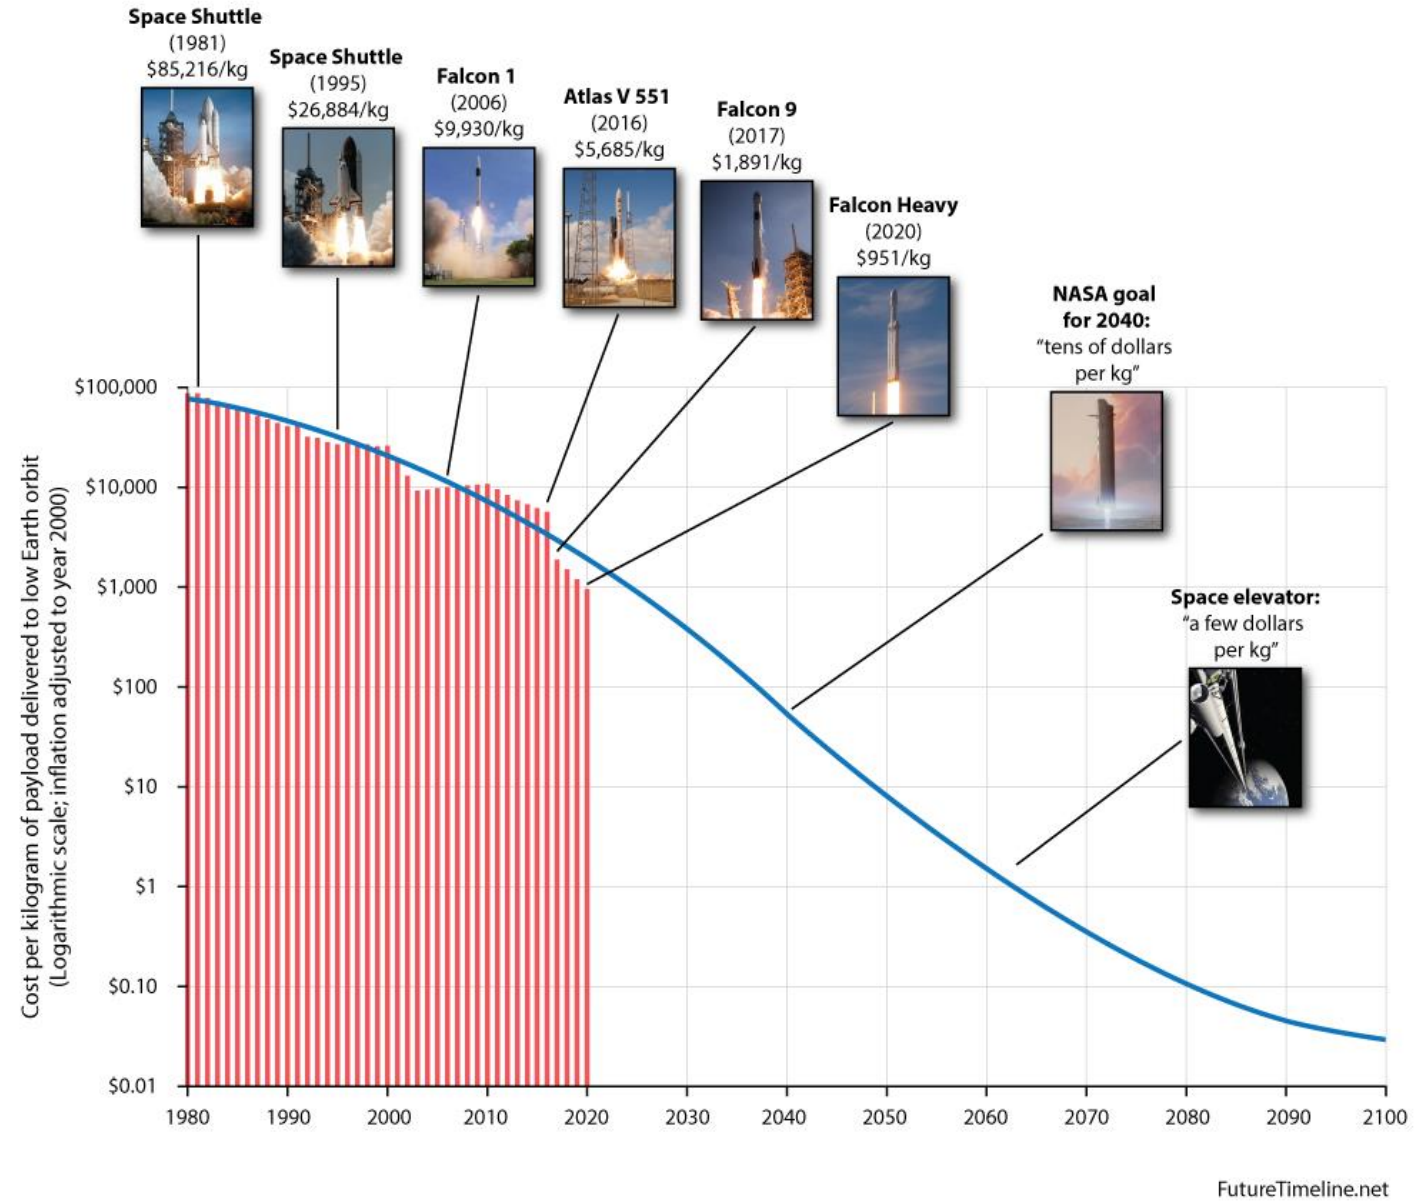 Space Shuttle
(1981)
$85,216/kg
Space Shuttle
(1995)
$26,884/kg
Falcon 1
(2006)
$9,930/kg
Atlas V 551
(2016)
$5,685/kg
Falcon 9
(2017)
$1,891/kg
Falcon Heavy
(2020)
$951/kg
NASA goal
for 2040:
“tens of dollars
per kg”
Space elevator:
“a few dollars
per kg”
Cost per kilogram of payload delivered to low Earth orbit
(Logarithmic scale; inflation adjusted to year 2000)
$100,000
$10,000
$1,000
$100
$10
$1
$0.10
$0.01
1980 1990 2000 2010 2020 2030 2040 2050 2060 2070 2080 2090 2100
FutureTimeline.net